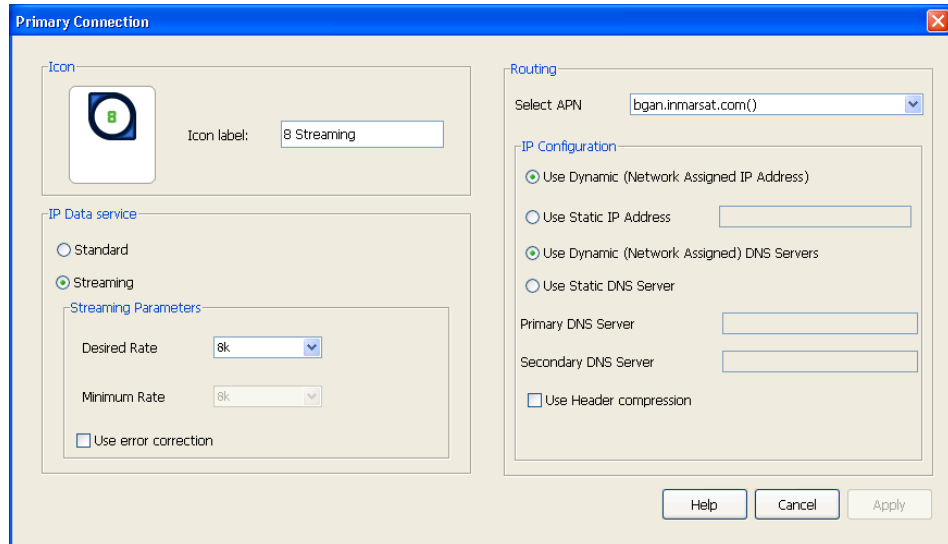 Primary Connection
Icon
8
Icon label:
8 Streaming
IP Data service
Standard
Streaming
Streaming Parameters
Desired Rate
8k
Minimum Rate
8k
Use error correction
Routing
Select APN
bgan.inmarsat.com()
IP Configuration
Use Dynamic (Network Assigned IP Address)
Use Static IP Address
Use Dynamic (Network Assigned) DNS Servers
Use Static DNS Server
Primary DNS Server
Secondary DNS Server
Use Header compression
Help
Cancel
Apply